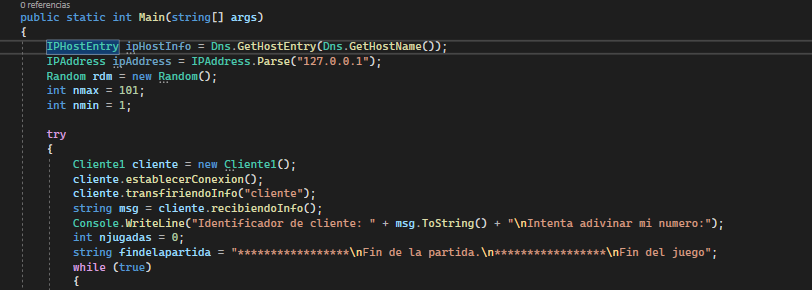 0 referencias
public static int Main(string[] args)
{
IPHostEntry ipHostInfo = Dns.GetHostEntry(Dns.GetHostName());
IPAddress ipAddress = IPAddress.Parse("127.0.0.1");
Random rdm = new Random();
int nmax = 101;
int nmin = 1;
try
{
Cliente1 cliente = new Cliente1();
cliente.establecerConexion();
cliente.transfiriendoInfo("cliente");
string msg = cliente.recibiendoInfo();
Console.WriteLine("Identificador de cliente: " + msg.ToString() + "\nIntenta adivinar mi numero:");
int njugadas = 0;
string findelapartida = "*****************\nFin de la partida.\n*****************\nFin del juego";
while (true)
{